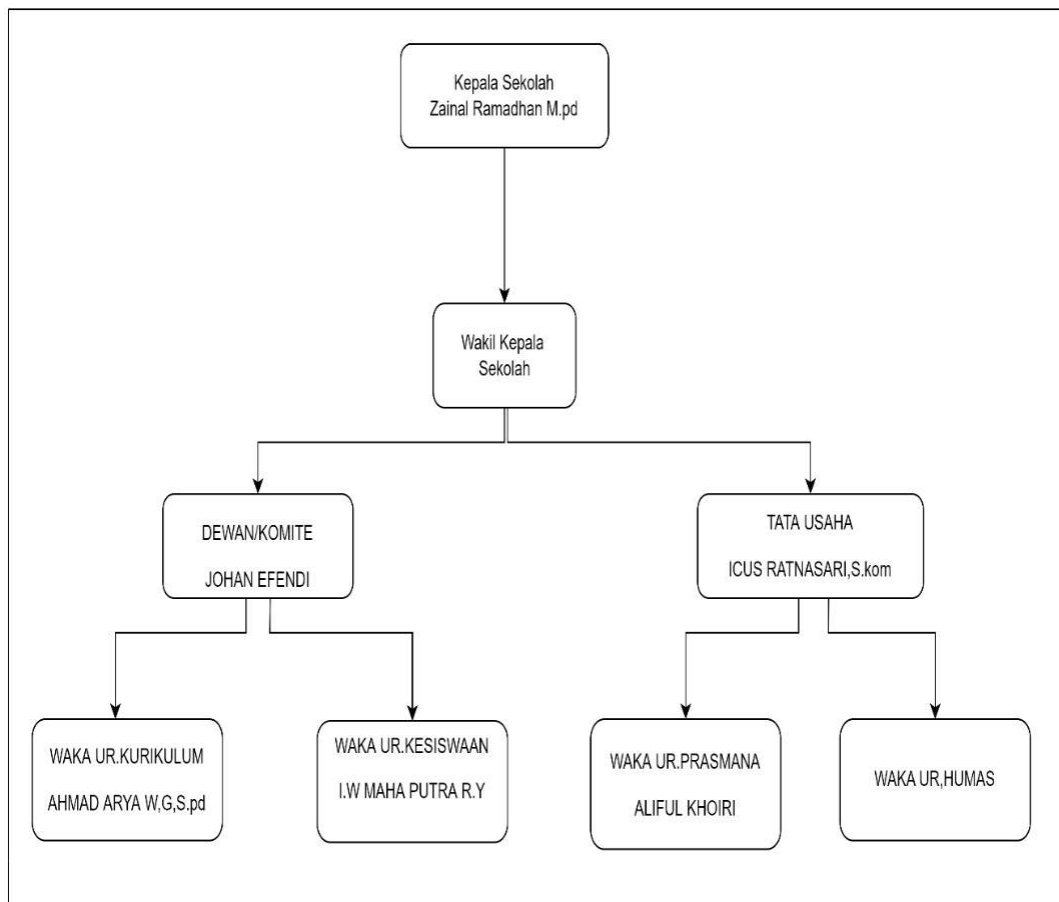 Kepala Sekolah
Zainal Ramadhan M.pd
Wakil Kepala
Sekolah
DEWAN/KOMITE
JOHAN EFENDI
TATA USAHA
ICUS RATNASARI,S.kom
WAKA UR.KURIKULUM
AHMAD ARYA W,G,S.pd
WAKA UR.KESISWAAN
I.W MAHA PUTRA R.Y
WAKA UR.PRASMANA
ALIFUL KHOIRI
WAKA UR,HUMAS